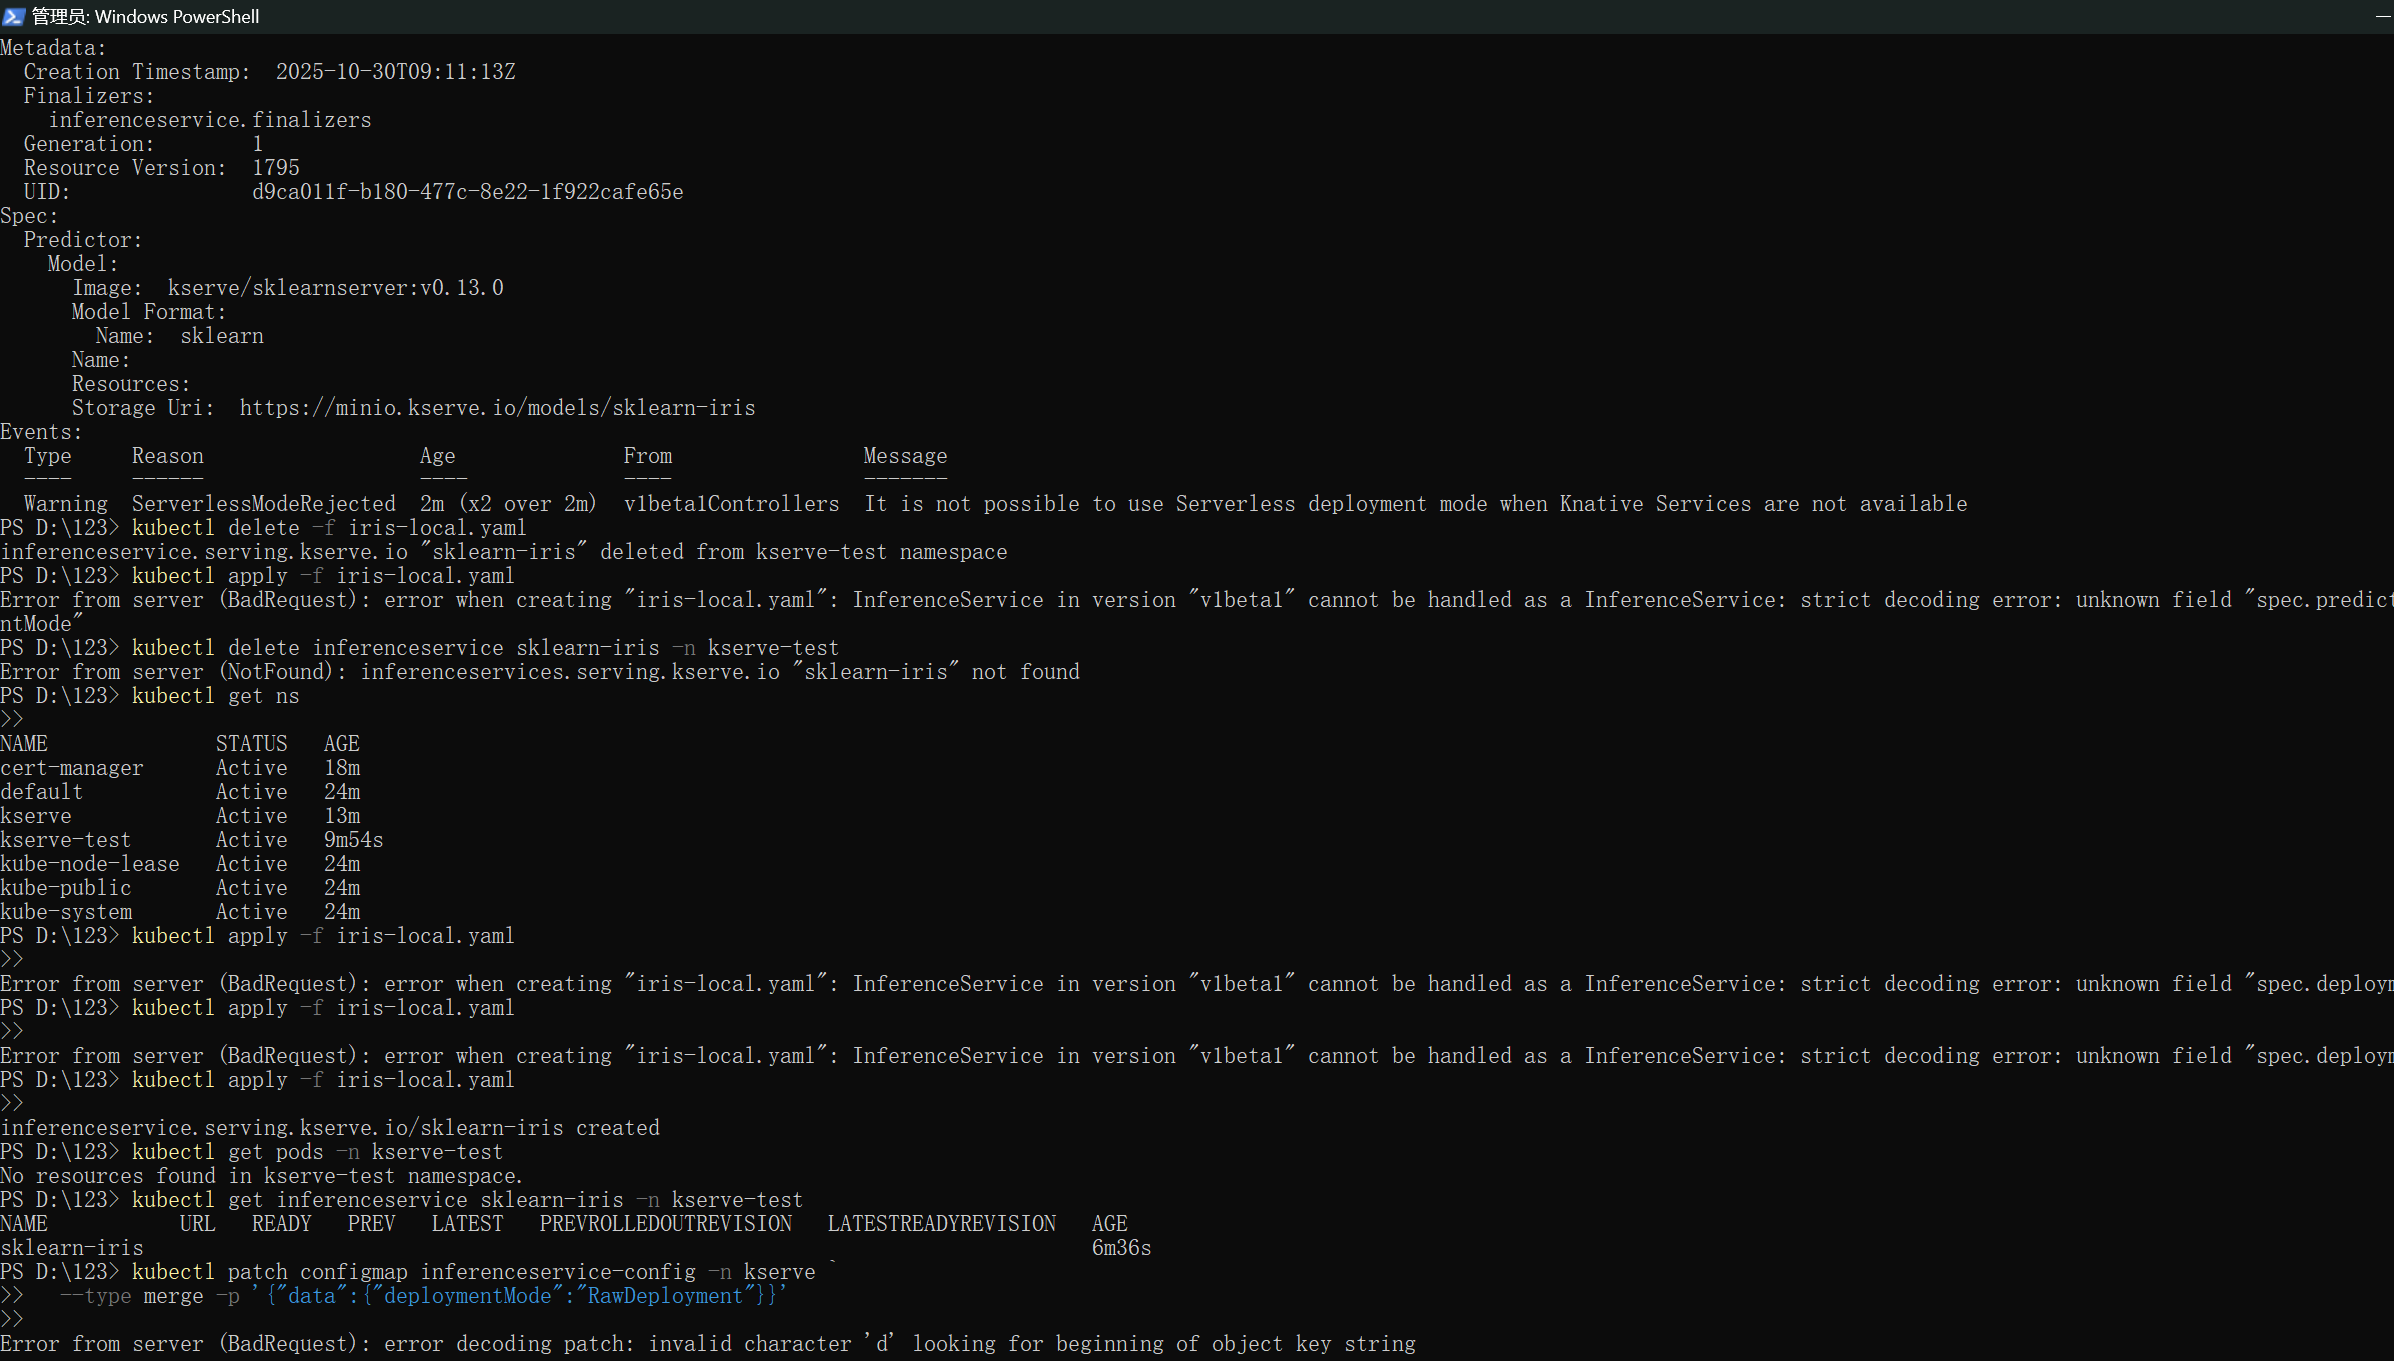 管理员: Windows PowerShell
Metadata:
  Creation Timestamp:  2025-10-30T09:11:13Z
  Finalizers:
    inferenceservice.finalizers
  Generation:        1
  Resource Version:  1795
  UID:               d9ca011f-b180-477c-8e22-1f922cafe65e
Spec:
  Predictor:
    Model:
      Image:  kserve/sklearnserver:v0.13.0
      Model Format:
        Name:  sklearn
      Name:
      Resources:
      Storage Uri:  https://minio.kserve.io/models/sklearn-iris
Events:
  Type     Reason                  Age              From                Message
  ----     ------                  ----             ----                -------
  Warning  ServerlessModeRejected  2m (x2 over 2m)  v1beta1Controllers  It is not possible to use Serverless deployment mode when Knative Services are not available
PS D:\123> kubectl delete -f iris-local.yaml
inferenceservice.serving.kserve.io "sklearn-iris" deleted from kserve-test namespace
PS D:\123> kubectl apply -f iris-local.yaml
Error from server (BadRequest): error when creating "iris-local.yaml": InferenceService in version "v1beta1" cannot be handled as a InferenceService: strict decoding error: unknown field "spec.predict
ntMode"
PS D:\123> kubectl delete inferenceservice sklearn-iris -n kserve-test
Error from server (NotFound): inferenceservices.serving.kserve.io "sklearn-iris" not found
PS D:\123> kubectl get ns
>>
NAME              STATUS   AGE
cert-manager      Active   18m
default           Active   24m
kserve            Active   13m
kserve-test       Active   9m54s
kube-node-lease   Active   24m
kube-public       Active   24m
kube-system       Active   24m
PS D:\123> kubectl apply -f iris-local.yaml
>>
Error from server (BadRequest): error when creating "iris-local.yaml": InferenceService in version "v1beta1" cannot be handled as a InferenceService: strict decoding error: unknown field "spec.deploym
PS D:\123> kubectl apply -f iris-local.yaml
>>
Error from server (BadRequest): error when creating "iris-local.yaml": InferenceService in version "v1beta1" cannot be handled as a InferenceService: strict decoding error: unknown field "spec.deploym
PS D:\123> kubectl apply -f iris-local.yaml
>>
inferenceservice.serving.kserve.io/sklearn-iris created
PS D:\123> kubectl get pods -n kserve-test
No resources found in kserve-test namespace.
PS D:\123> kubectl get inferenceservice sklearn-iris -n kserve-test
NAME           URL   READY   PREV   LATEST   PREVROLLEDOUTREVISION   LATESTREADYREVISION   AGE
sklearn-iris                                                                               6m36s
PS D:\123> kubectl patch configmap inferenceservice-config -n kserve `
>>   --type merge -p '{"data":{"deploymentMode":"RawDeployment"}}'
>>
Error from server (BadRequest): error decoding patch: invalid character 'd' looking for beginning of object key string